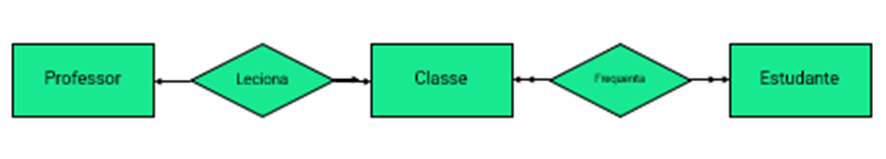 Professor
Leciona
Classe
Frequenta
Estudante